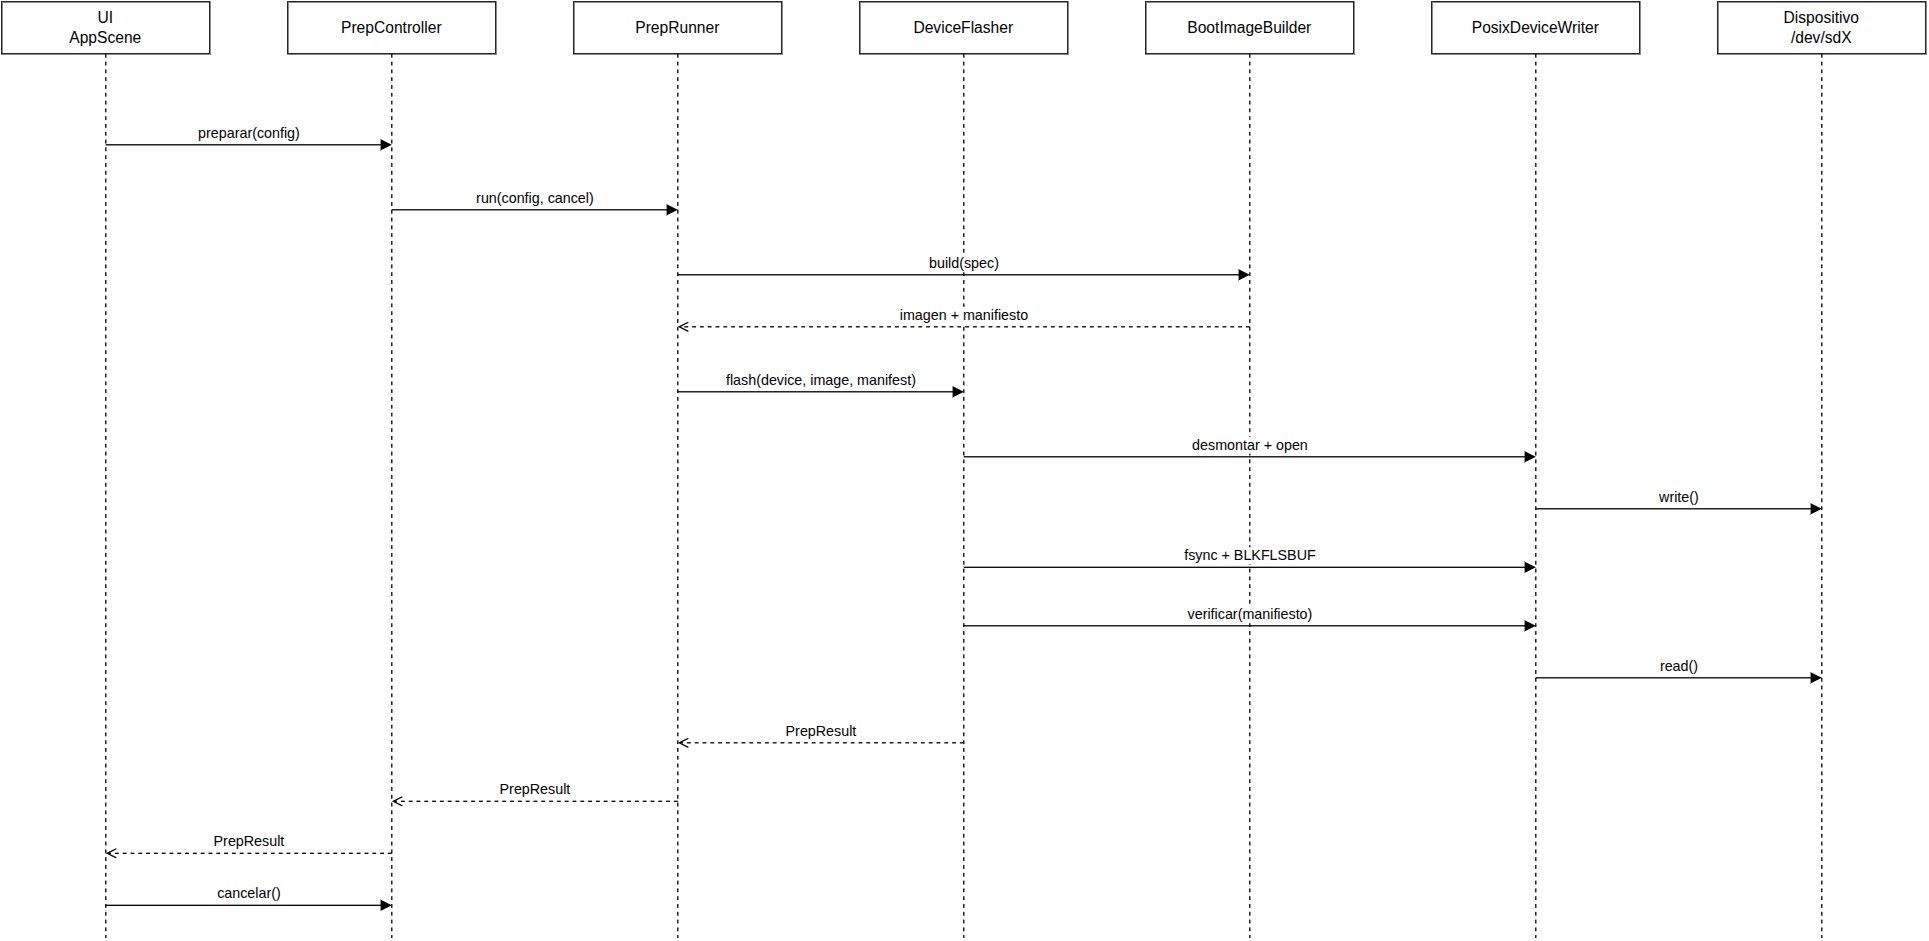 UI
AppScene
PrepController
PrepRunner
DeviceFlasher
BootImageBuilder
PosixDeviceWriter
Dispositivo
/dev/sdX
preparar(config)
run(config, cancel)
build(spec)
imagen + manifiesto
flash(device, image, manifest)
desmontar + open
write()
fsync + BLKFLSBUF
verificar(manifiesto)
read()
PrepResult
PrepResult
PrepResult
cancelar()